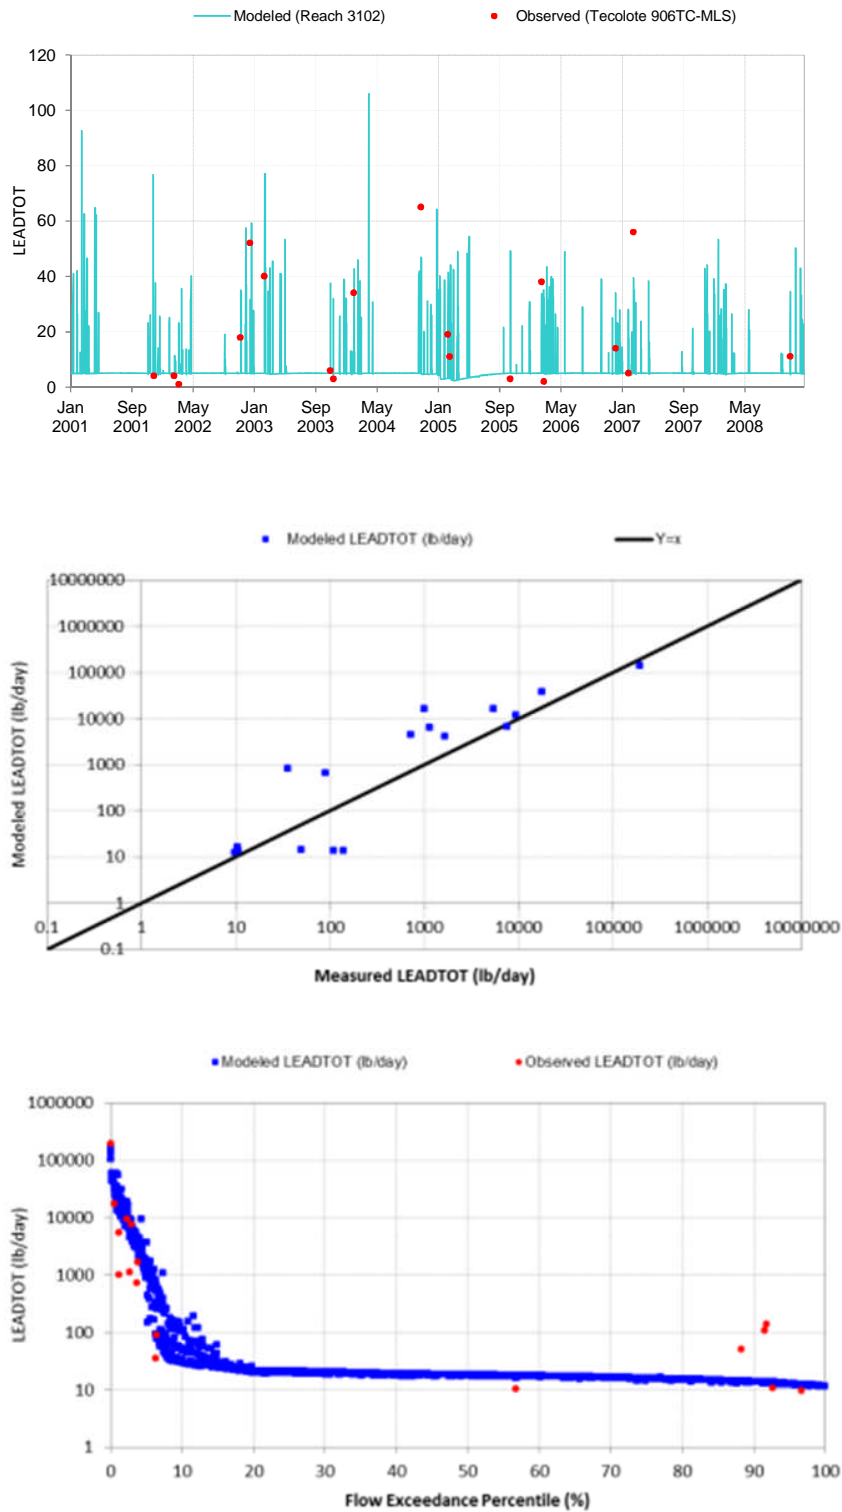 Modeled (Reach 3102) Observed (Tecolote 906TC-MLS)
120
100
80
60
40
20
0
LEADTOT
Jan 2001
Sep 2001
May 2002
Jan 2003
Sep 2003
May 2004
Jan 2005
Sep 2005
May 2006
Jan 2007
Sep 2007
May 2008
Modeled LEADTOT (lb/day) Y=x
10000000
1000000
100000
10000
1000
100
10
1
0.1
Modeled LEADTOT (lb/day)
0.1 1 10 100 1000 10000 100000 1000000 10000000
Measured LEADTOT (lb/day)
Modeled LEADTOT (lb/day) Observed LEADTOT (lb/day)
1000000
100000
10000
1000
100
10
1
LEADTOT (lb/day)
0 10 20 30 40 50 60 70 80 90 100
Flow Exceedance Percentile (%)